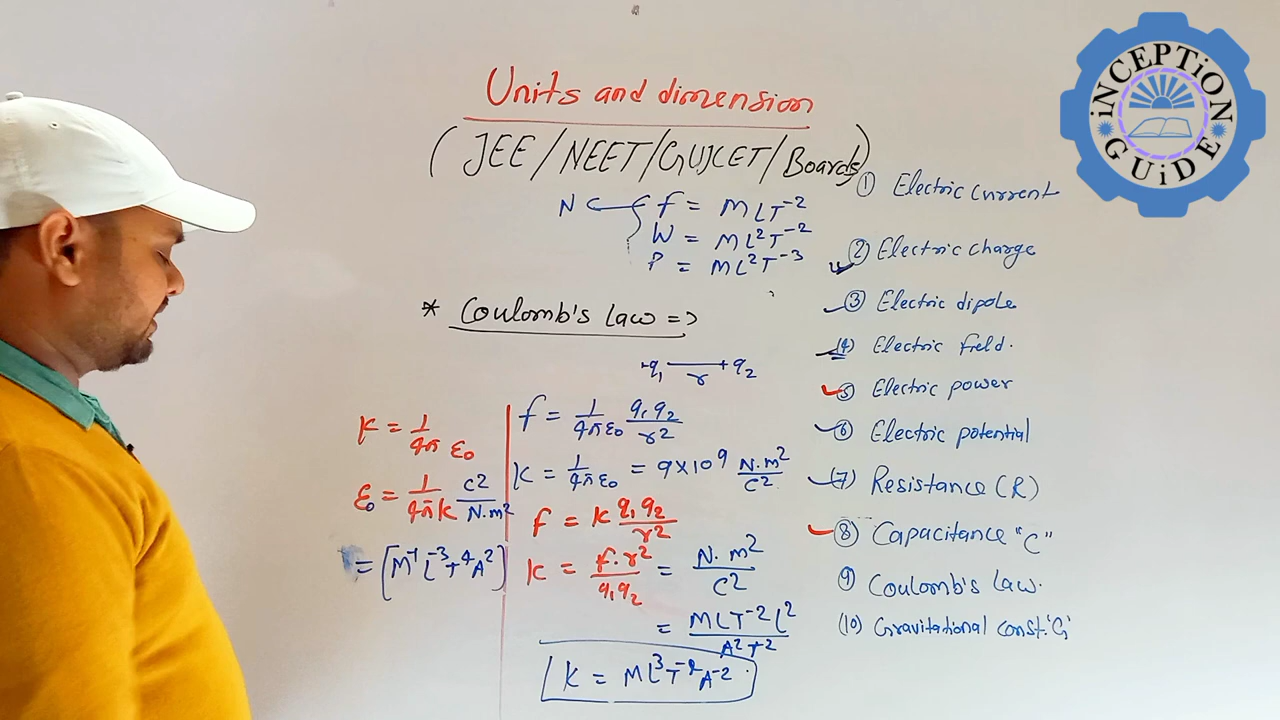 iNCEPTiON GUiDE
Units and dimension
(JEE/NEET/GUJCET/Boards)
N f = MLT⁻²
W = ML²T⁻²
P = ML²T⁻³
* Coulomb's Law =>
+q₁ r +q₂
f = 1/4πε₀ q₁q₂/r²
K = 1/4πε₀ = 9×10⁹ N.m²/C²
f = K q₁q₂/r²
K = f.r²/q₁q₂ = N.m²/C²
= MLT⁻²L²/A²T²
K = ML³T⁻⁴A⁻²
K = 1/4π ε₀
ε₀ = 1/4πK C²/N.m²
= [M⁻¹L⁻³T⁴A²]
① Electric current
② Electric charge
③ Electric dipole
(4) Electric field.
⑤ Electric power
⑥ Electric potential
(7) Resistance (R)
⑧ Capacitance "C"
⑨ Coulomb's Law.
(10) Gravitational const. 'G'